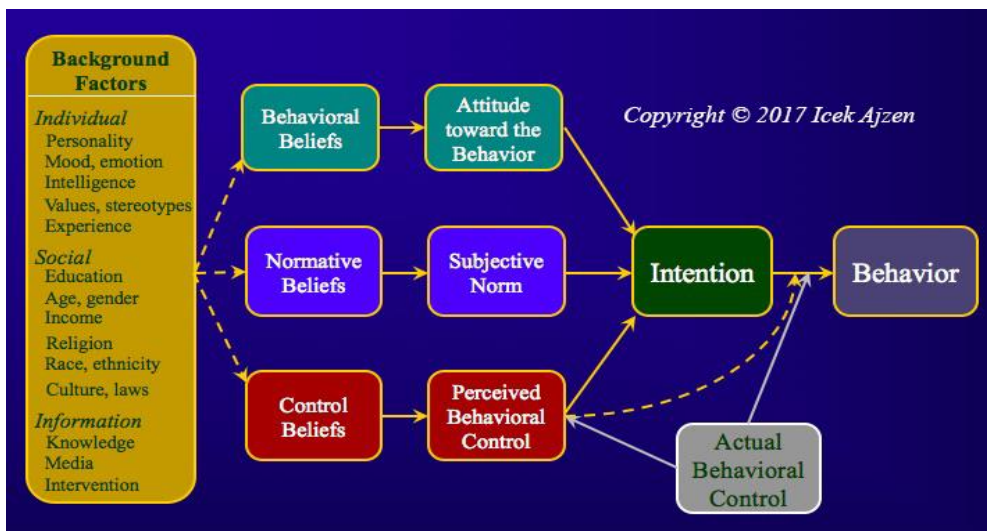 Background
Factors
Individual
Personality
Mood, emotion
Intelligence
Values, stereotypes
Experience
Social
Education
Age, gender
Income
Religion
Race, ethnicity
Culture, laws
Information
Knowledge
Media
Intervention
Behavioral
Beliefs
Attitude
toward the
Behavior
Copyright © 2017 Icek Ajzen
Normative
Beliefs
Subjective
Norm
Intention
Behavior
Control
Beliefs
Perceived
Behavioral
Control
Actual
Behavioral
Control